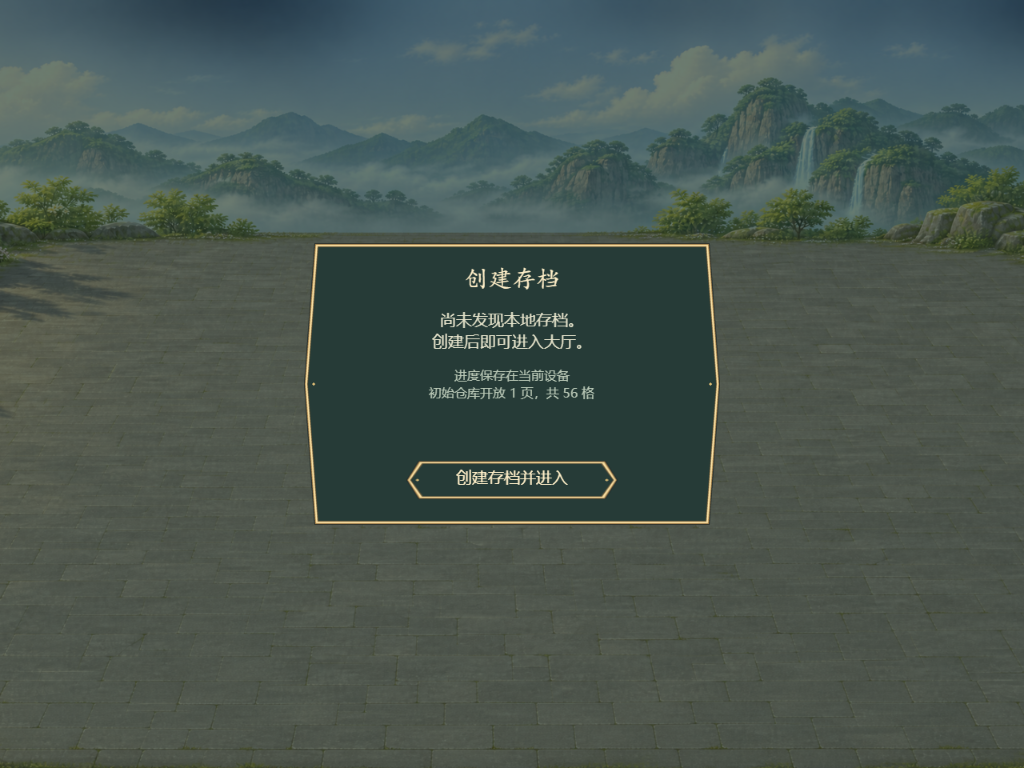 创建存档
尚未发现本地存档。
创建后即可进入大厅。
进度保存在当前设备
初始仓库开放 1 页，共 56 格
创建存档并进入